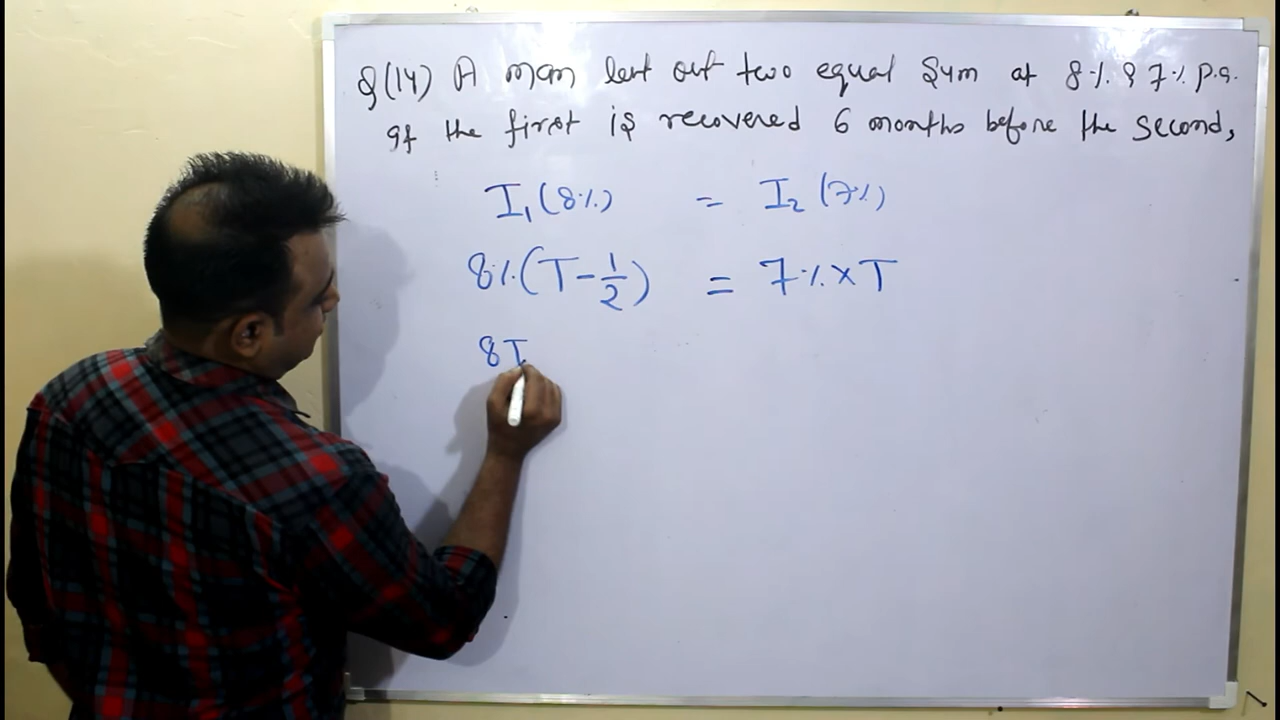 Q(14) A man lent out two equal Sum at 8% & 7% p.a.
If the first is recovered 6 months before the second,
I₁(8%) = I₂(7%)
8%(T-1/2) = 7%×T
8T